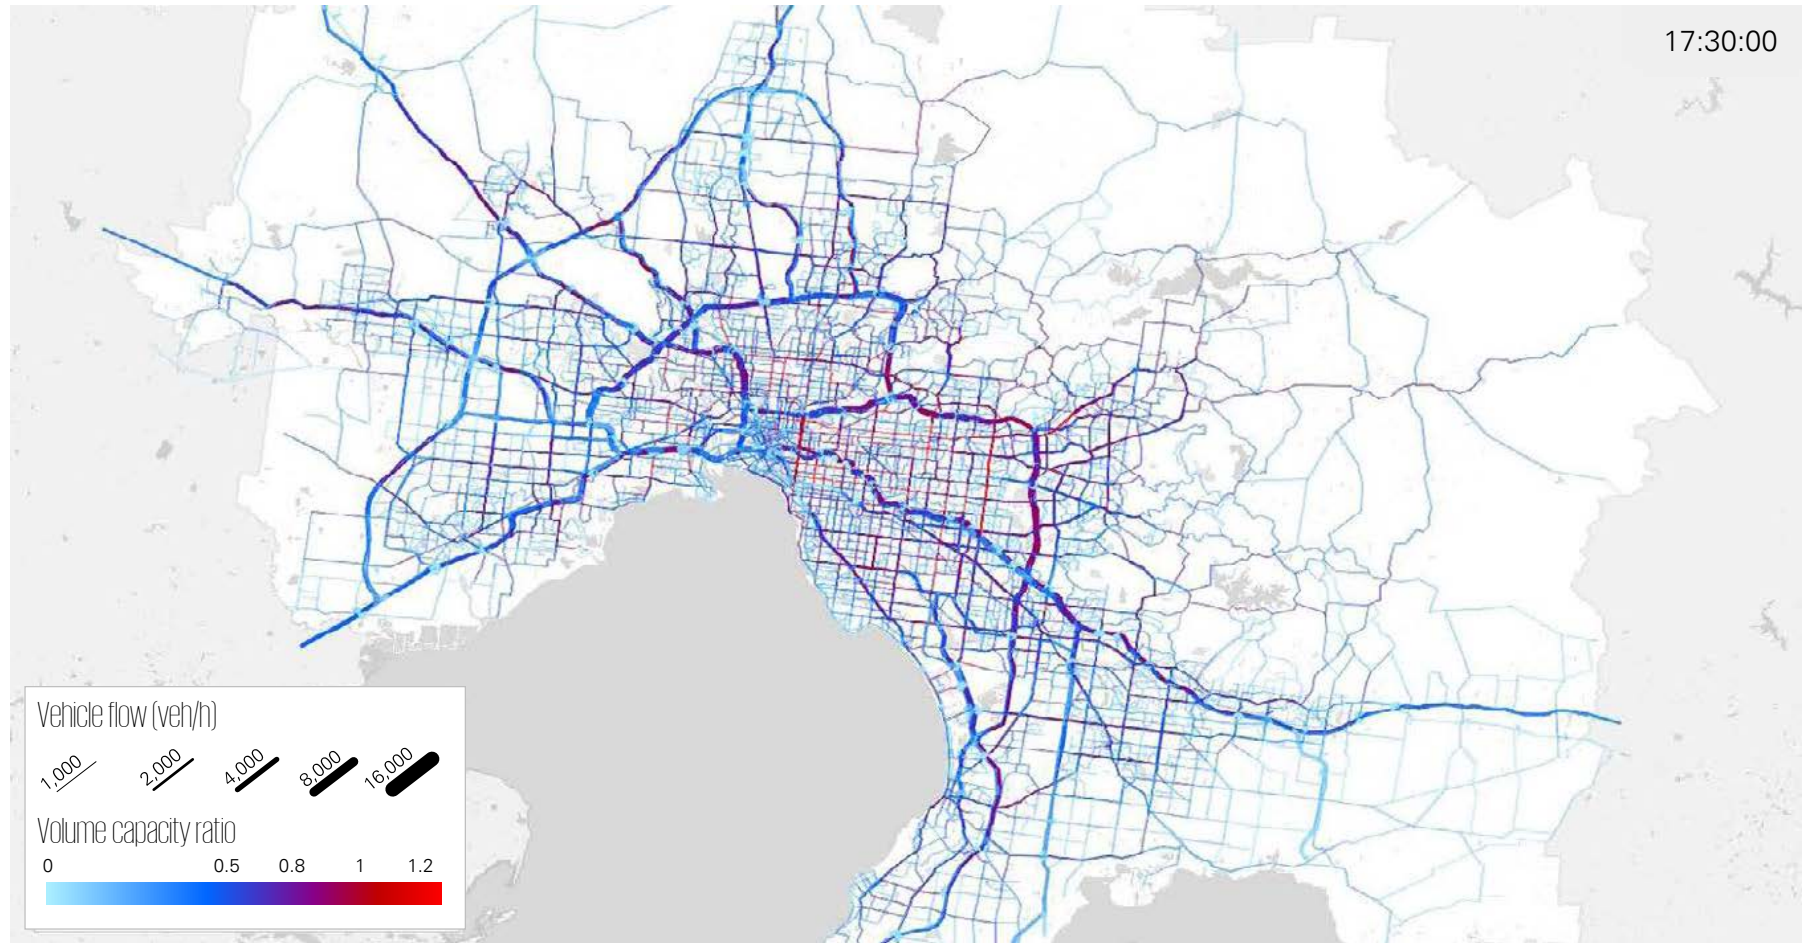 17:30:00
Vehicle flow (veh/h)
1,000 2,000 4,000 8,000 16,000
Volume capacity ratio
0 0.5 0.8 1 1.2